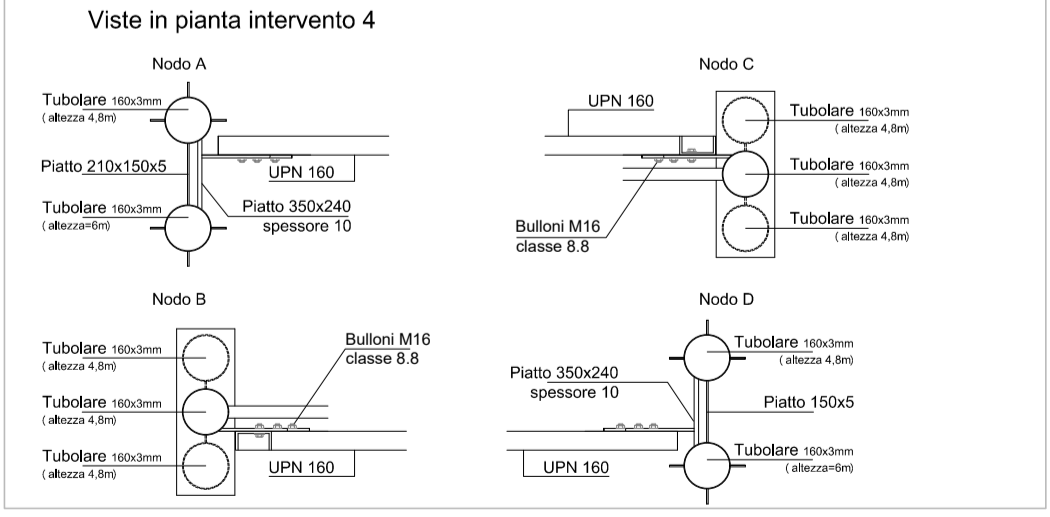 Viste in pianta intervento 4
Nodo A
Tubolare 160x3mm
( altezza 4,8m)
Piatto 210x150x5
UPN 160
Tubolare 160x3mm
( altezza=6m)
Piatto 350x240
spessore 10
Nodo C
UPN 160
Tubolare 160x3mm
( altezza 4,8m)
Tubolare 160x3mm
( altezza 4,8m)
Tubolare 160x3mm
( altezza 4,8m)
Bulloni M16
classe 8.8
Nodo B
Tubolare 160x3mm
( altezza 4,8m)
Bulloni M16
classe 8.8
Tubolare 160x3mm
( altezza 4,8m)
Tubolare 160x3mm
( altezza 4,8m)
UPN 160
Nodo D
Tubolare 160x3mm
( altezza 4,8m)
Piatto 350x240
spessore 10
Piatto 150x5
Tubolare 160x3mm
( altezza=6m)
UPN 160